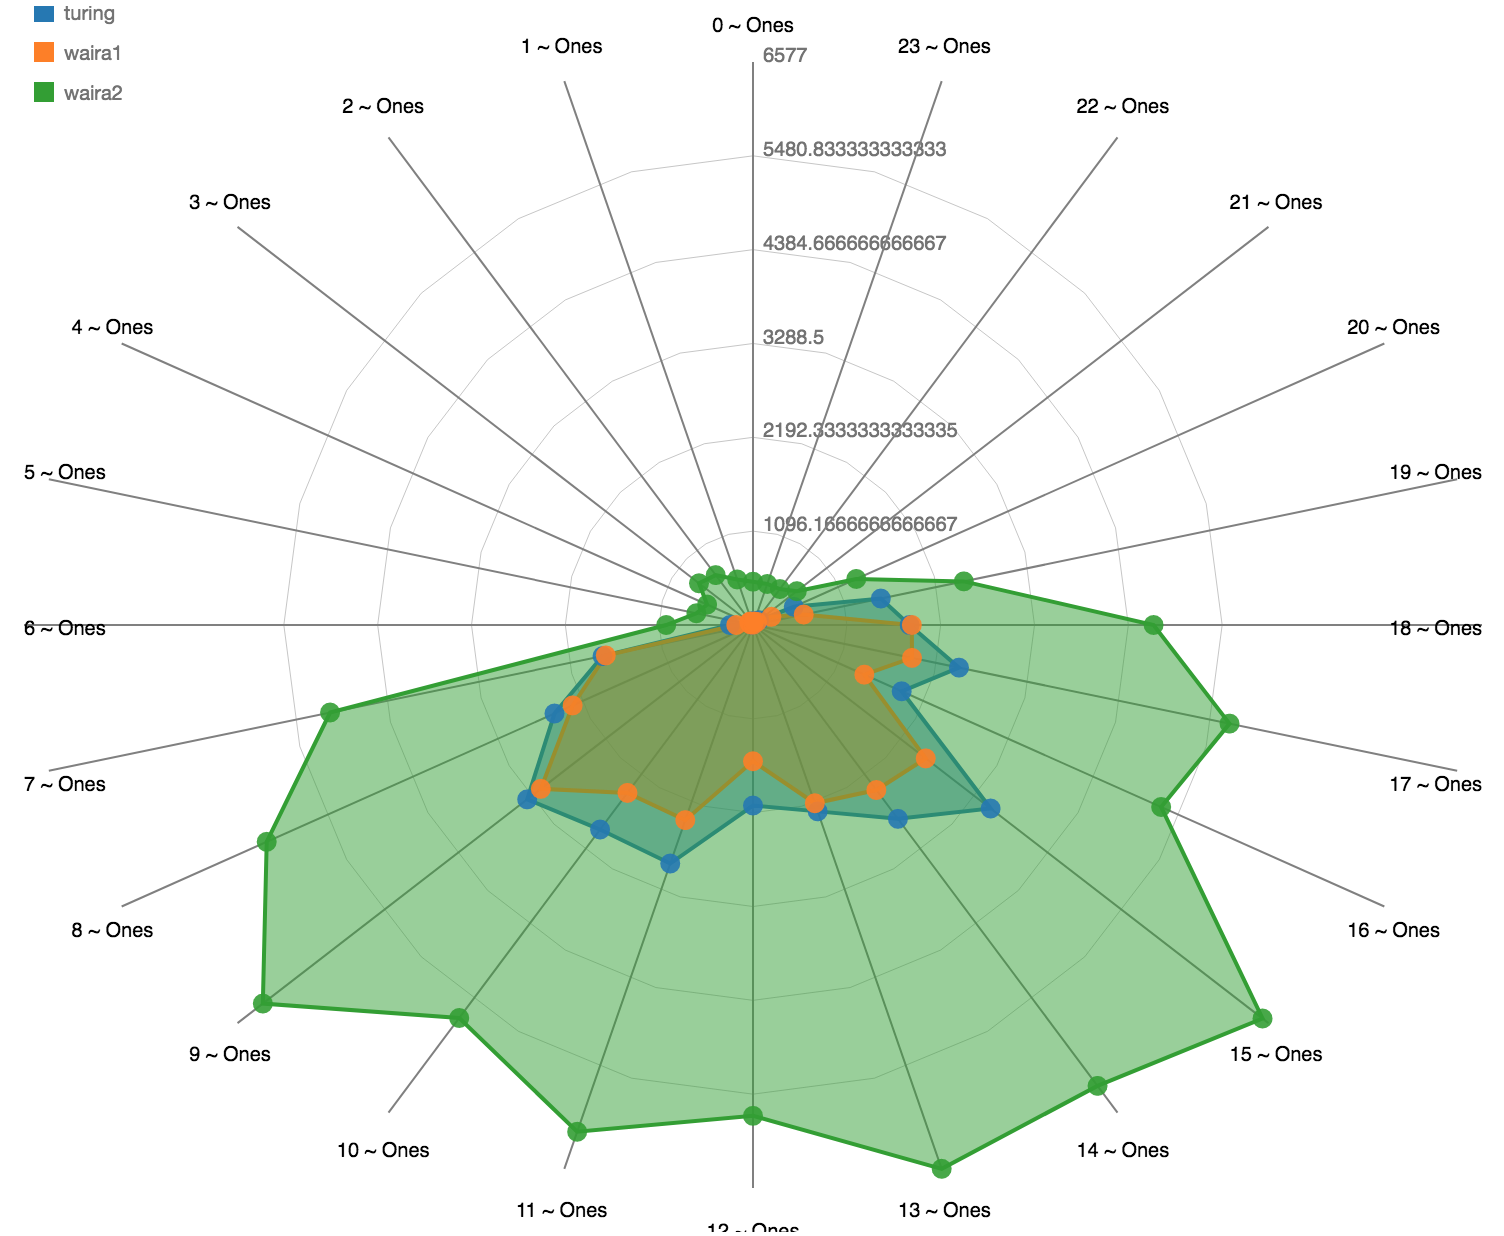 turing
waira1
waira2
0 ~ Ones
6577
1 ~ Ones
23 ~ Ones
2 ~ Ones
22 ~ Ones
5480.833333333333
3 ~ Ones
21 ~ Ones
4384.666666666667
4 ~ Ones
20 ~ Ones
3288.5
2192.3333333333335
5 ~ Ones
19 ~ Ones
1096.1666666666667
6 ~ Ones
18 ~ Ones
7 ~ Ones
17 ~ Ones
8 ~ Ones
16 ~ Ones
9 ~ Ones
15 ~ Ones
10 ~ Ones
14 ~ Ones
11 ~ Ones
13 ~ Ones
12 ~ Ones